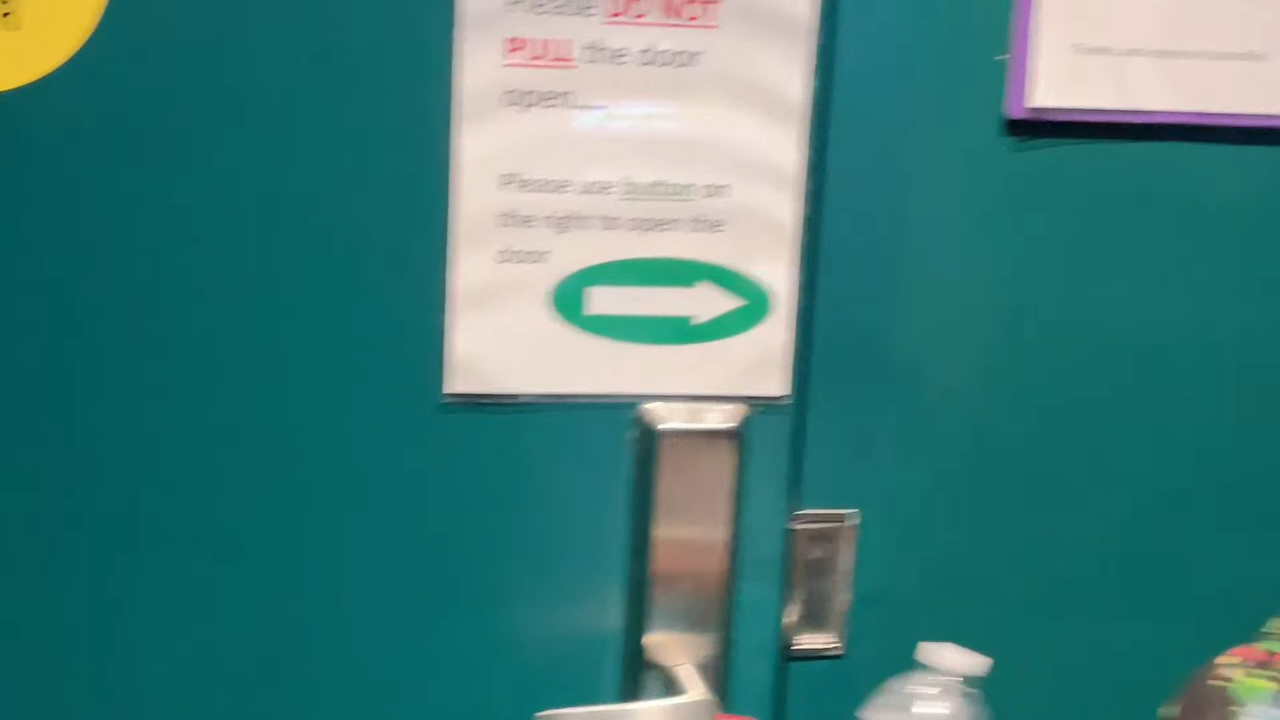 Please DO NOT
PULL the door
open....
Please use button on
the right to open the
door